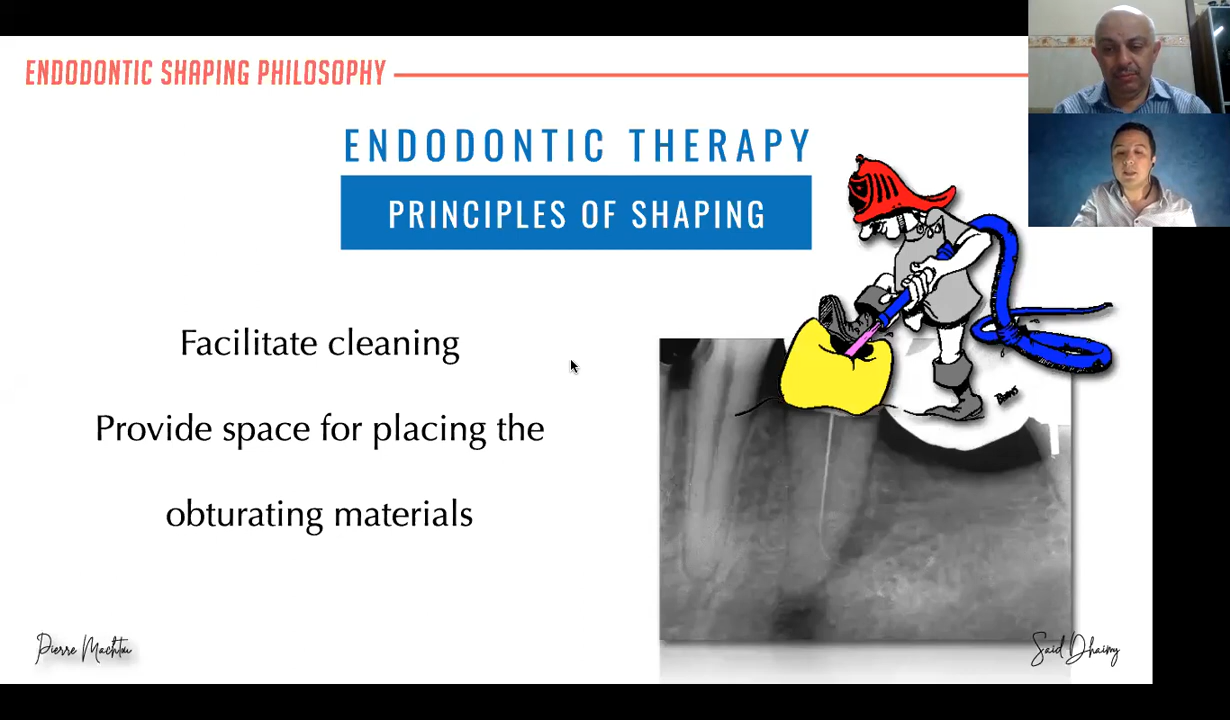 ENDODONTIC SHAPING PHILOSOPHY
ENDODONTIC THERAPY
PRINCIPLES OF SHAPING
Facilitate cleaning
Provide space for placing the
obturating materials
Pierre Machtou
Said Dhaimy